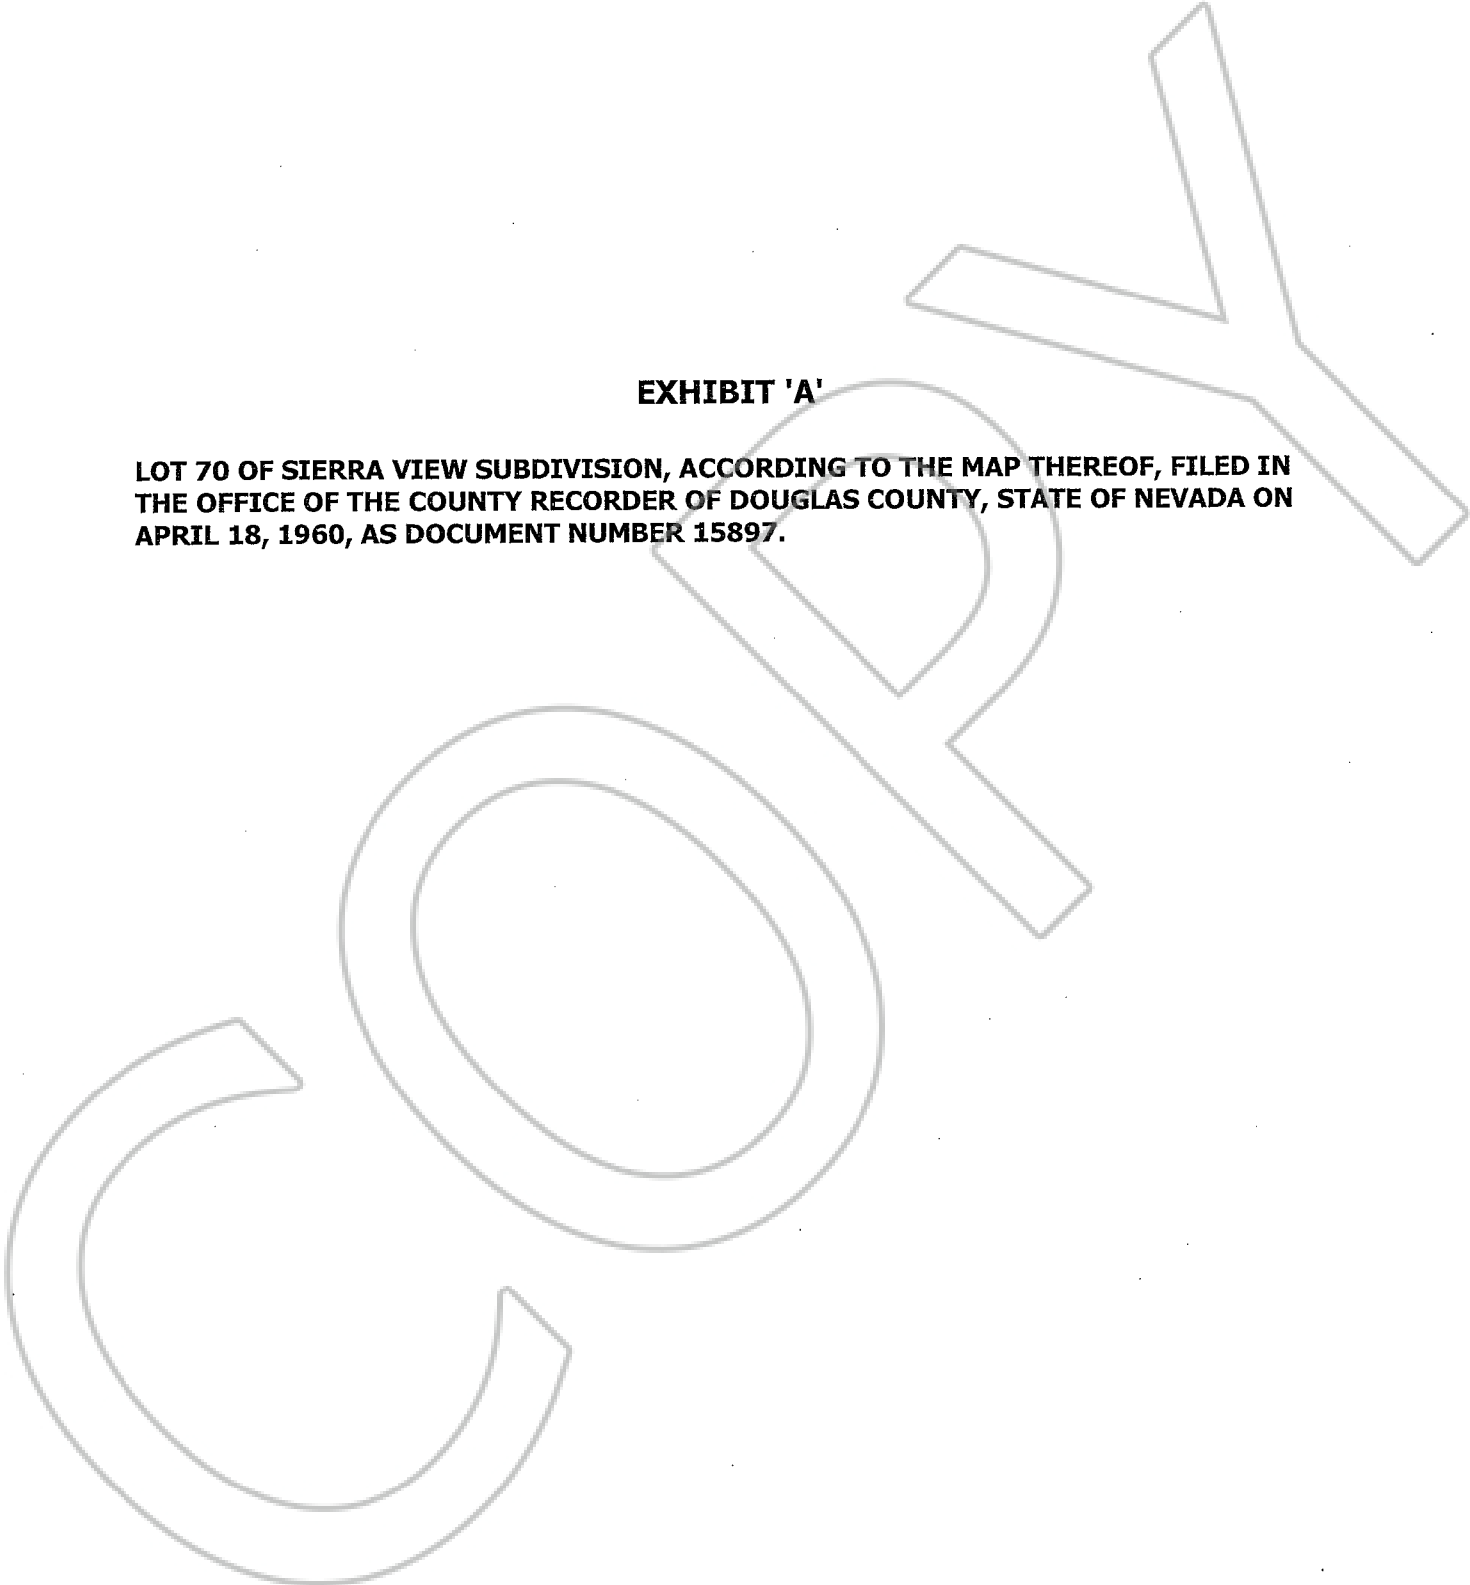 EXHIBIT 'A'
LOT 70 OF SIERRA VIEW SUBDIVISION, ACCORDING TO THE MAP THEREOF, FILED IN
THE OFFICE OF THE COUNTY RECORDER OF DOUGLAS COUNTY, STATE OF NEVADA ON
APRIL 18, 1960, AS DOCUMENT NUMBER 15897.
COPY